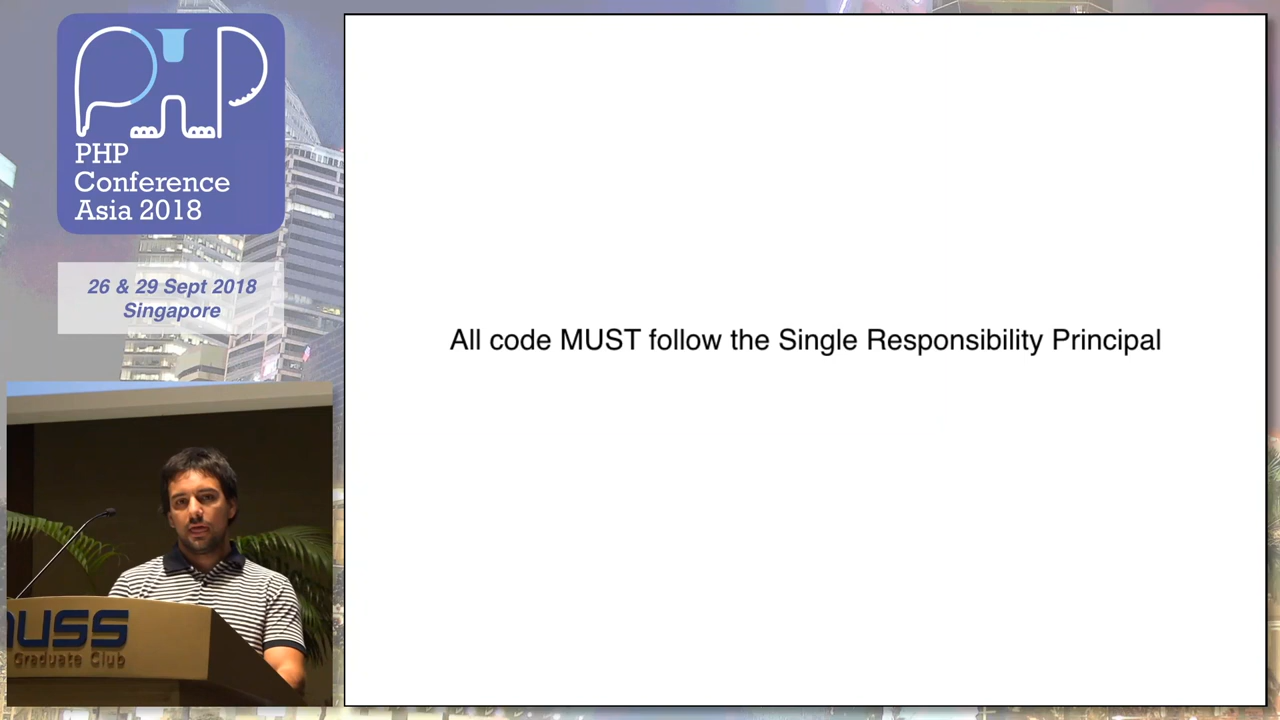 PHP
PHP
Conference
Asia 2018
26 & 29 Sept 2018
Singapore
All code MUST follow the Single Responsibility Principal
nuss
Graduate Club